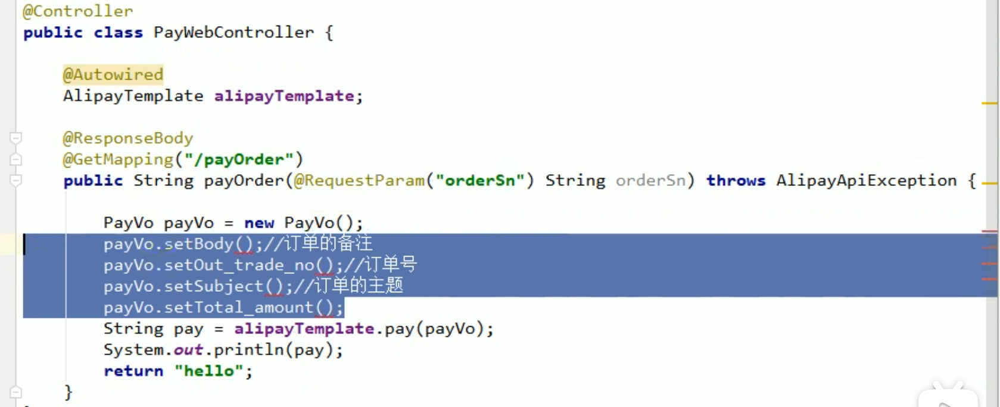 @Controller
public class PayWebController {
@Autowired
AlipayTemplate alipayTemplate;
@ResponseBody
@GetMapping("/payOrder")
public String payOrder(@RequestParam("orderSn") String orderSn) throws AlipayApiException {
PayVo payVo = new PayVo();
payVo.setBody();//订单的备注
payVo.setOut_trade_no();//订单号
payVo.setSubject();//订单的主题
payVo.setTotal_amount();
String pay = alipayTemplate.pay(payVo);
System.out.println(pay);
return "hello";
}